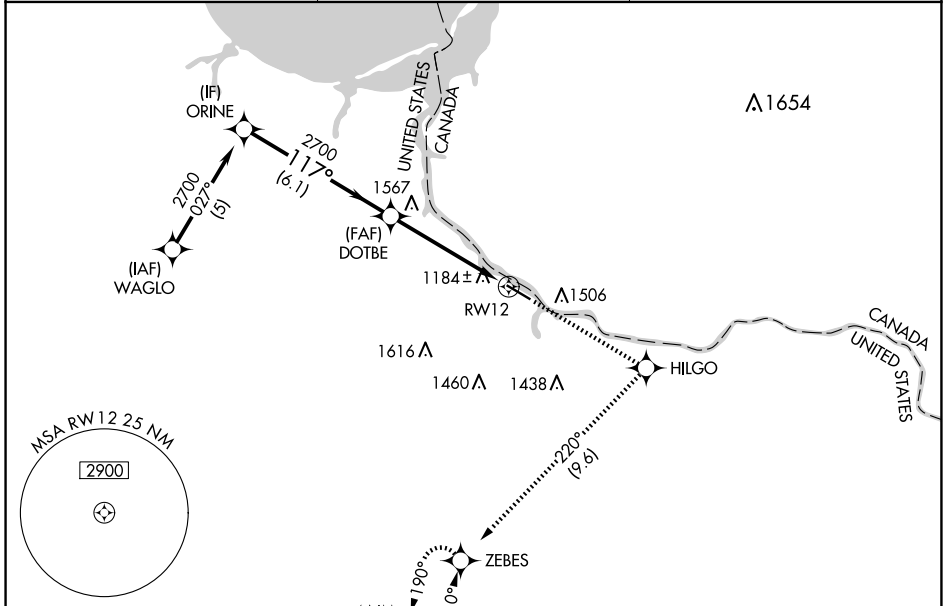 (IF)
ORINE
UNITED STATES
CANADA
1654
2700
117°
(6.1)
2700
027°
(5)
1567
(FAF)
DOTBE
(IAF)
WAGLO
1184±
RW12
1506
CANADA
UNITED STATES
1616
1460
1438
HILGO
MSA RW12 25 NM
2900
220°
(9.6)
ZEBES
190°
0°